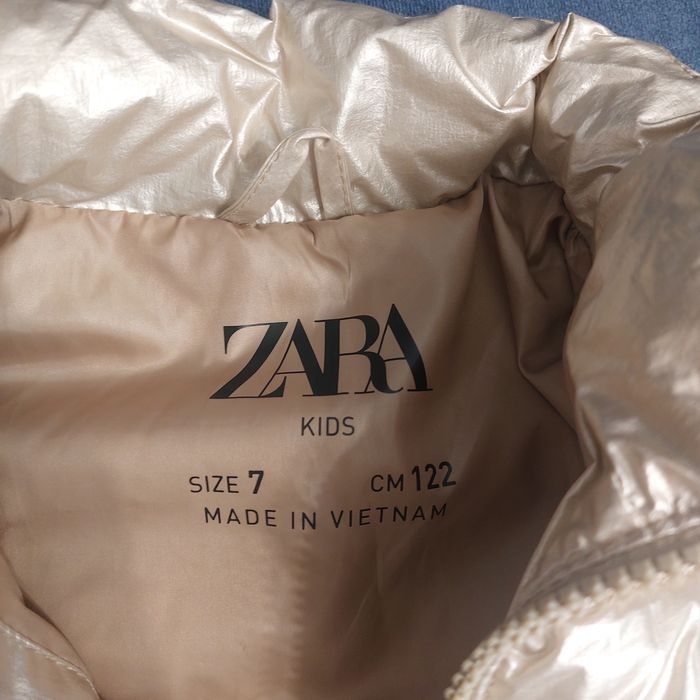 ZARA
KIDS
SIZE 7 CM 122
MADE IN VIETNAM